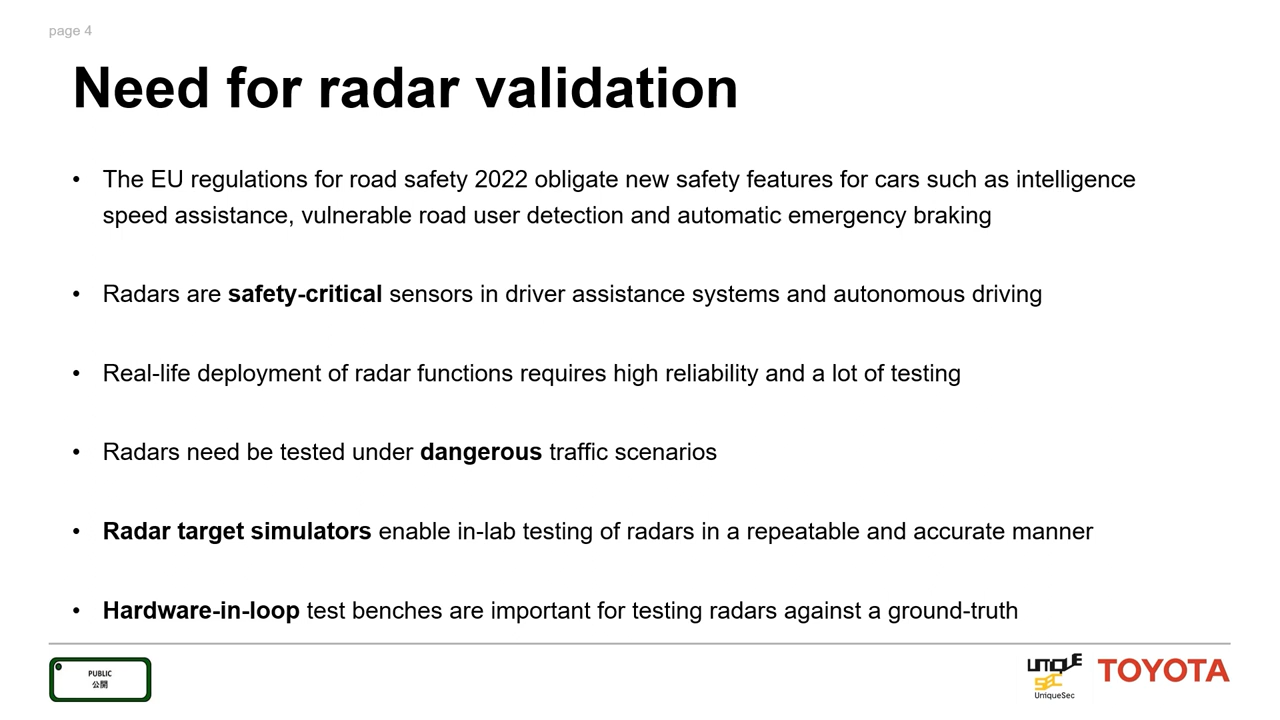 page 4
Need for radar validation
• The EU regulations for road safety 2022 obligate new safety features for cars such as intelligence
speed assistance, vulnerable road user detection and automatic emergency braking
• Radars are safety-critical sensors in driver assistance systems and autonomous driving
• Real-life deployment of radar functions requires high reliability and a lot of testing
• Radars need be tested under dangerous traffic scenarios
• Radar target simulators enable in-lab testing of radars in a repeatable and accurate manner
• Hardware-in-loop test benches are important for testing radars against a ground-truth
PUBLIC
公開
UNIQUE
SEC
UniqueSec
TOYOTA